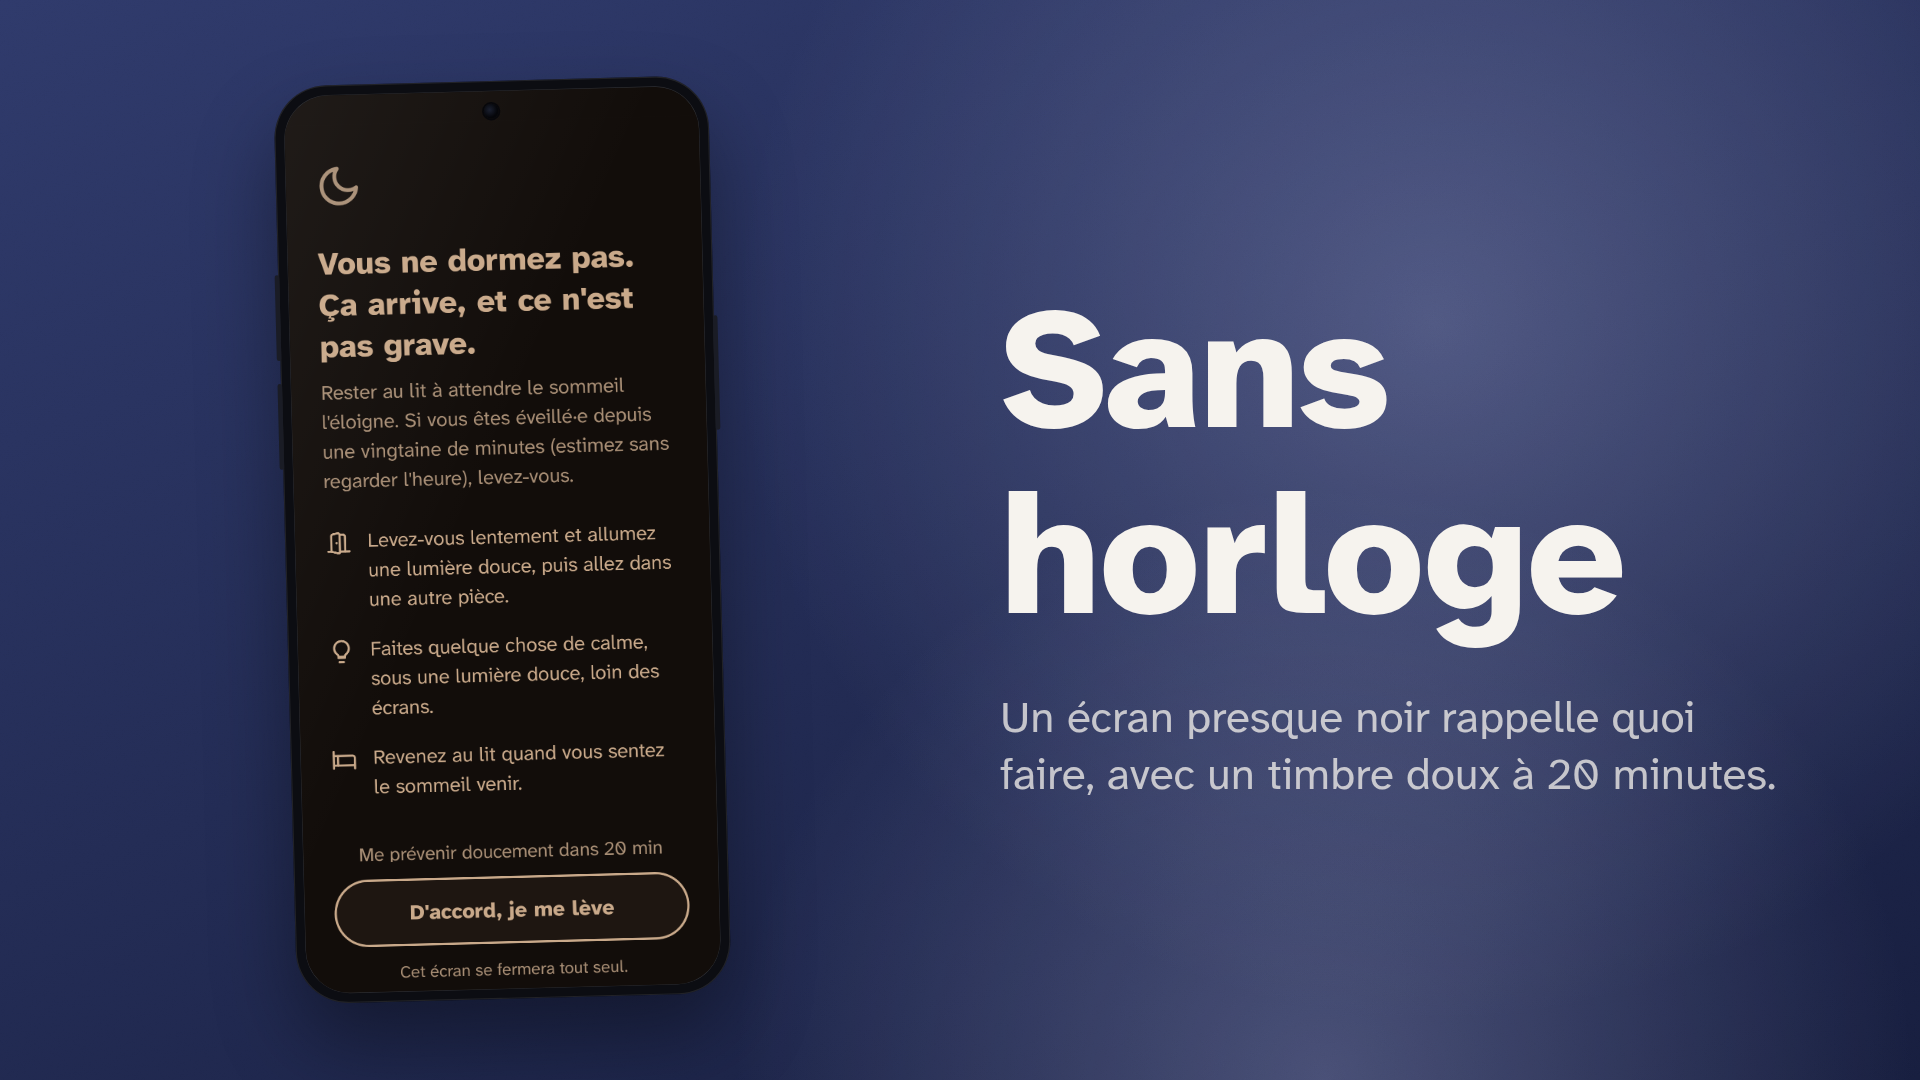 Vous ne dormez pas.
Ça arrive, et ce n'est
pas grave.
Rester au lit à attendre le sommeil
l'éloigne. Si vous êtes éveillé·e depuis
une vingtaine de minutes (estimez sans
regarder l'heure), levez-vous.
Levez-vous lentement et allumez
une lumière douce, puis allez dans
une autre pièce.
Faites quelque chose de calme,
sous une lumière douce, loin des
écrans.
Revenez au lit quand vous sentez
le sommeil venir.
Me prévenir doucement dans 20 min
D'accord, je me lève
Cet écran se fermera tout seul.
Sans
horloge
Un écran presque noir rappelle quoi
faire, avec un timbre doux à 20 minutes.